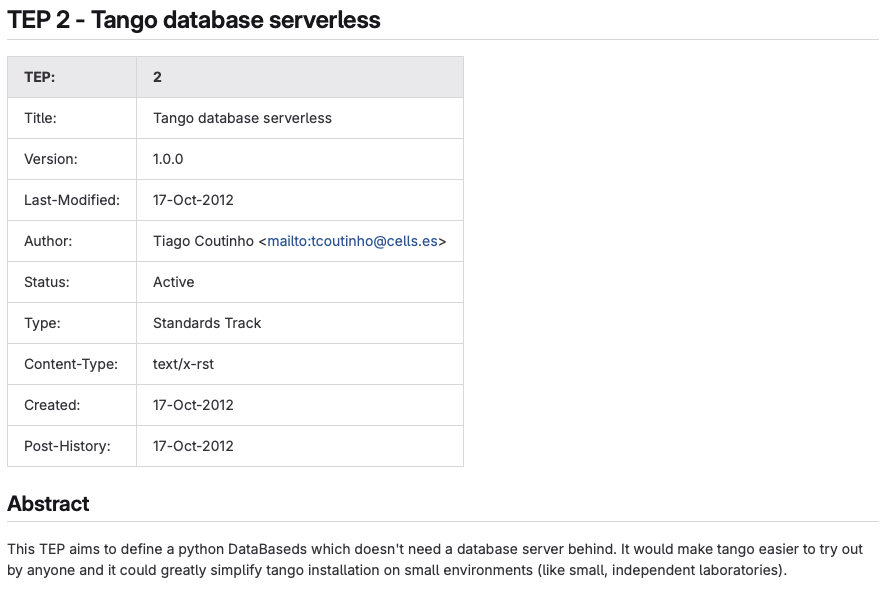 TEP 2 - Tango database serverless
TEP: 2
Title: Tango database serverless
Version: 1.0.0
Last-Modified: 17-Oct-2012
Author: Tiago Coutinho <mailto:tcoutinho@cells.es>
Status: Active
Type: Standards Track
Content-Type: text/x-rst
Created: 17-Oct-2012
Post-History: 17-Oct-2012
Abstract
This TEP aims to define a python DataBaseds which doesn't need a database server behind. It would make tango easier to try out
by anyone and it could greatly simplify tango installation on small environments (like small, independent laboratories).